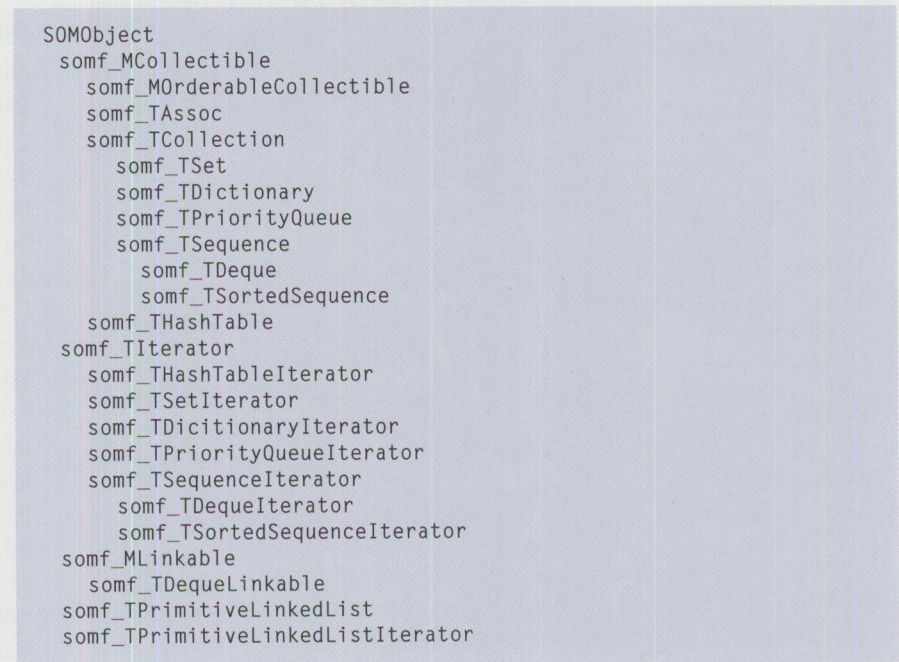 SOMObject
somf_MCollectible
somf_MOrderableCollectible
somf_TAssoc
somf_TCollection
somf_TSet
somf_TDictionary
somf_TPriorityQueue
somf_TSequence
somf_TDeque
somf_TSortedSequence
somf_THashTable
somf_TIterator
somf_THashTableIterator
somf_TSetIterator
somf_TDicitionaryIterator
somf_TPriorityQueueIterator
somf_TSequenceIterator
somf_TDequeIterator
somf_TSortedSequenceIterator
somf_MLinkable
somf_TDequeLinkable
somf_TPrimitiveLinkedList
somf_TPrimitiveLinkedListIterator